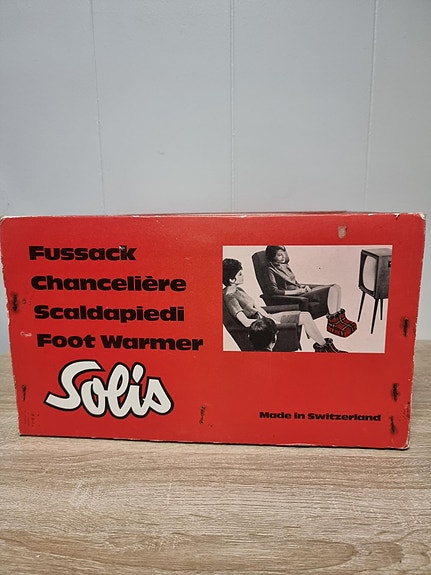 Fussack
Chancelière
Scaldapiedi
Foot Warmer
Solis
Made in Switzerland